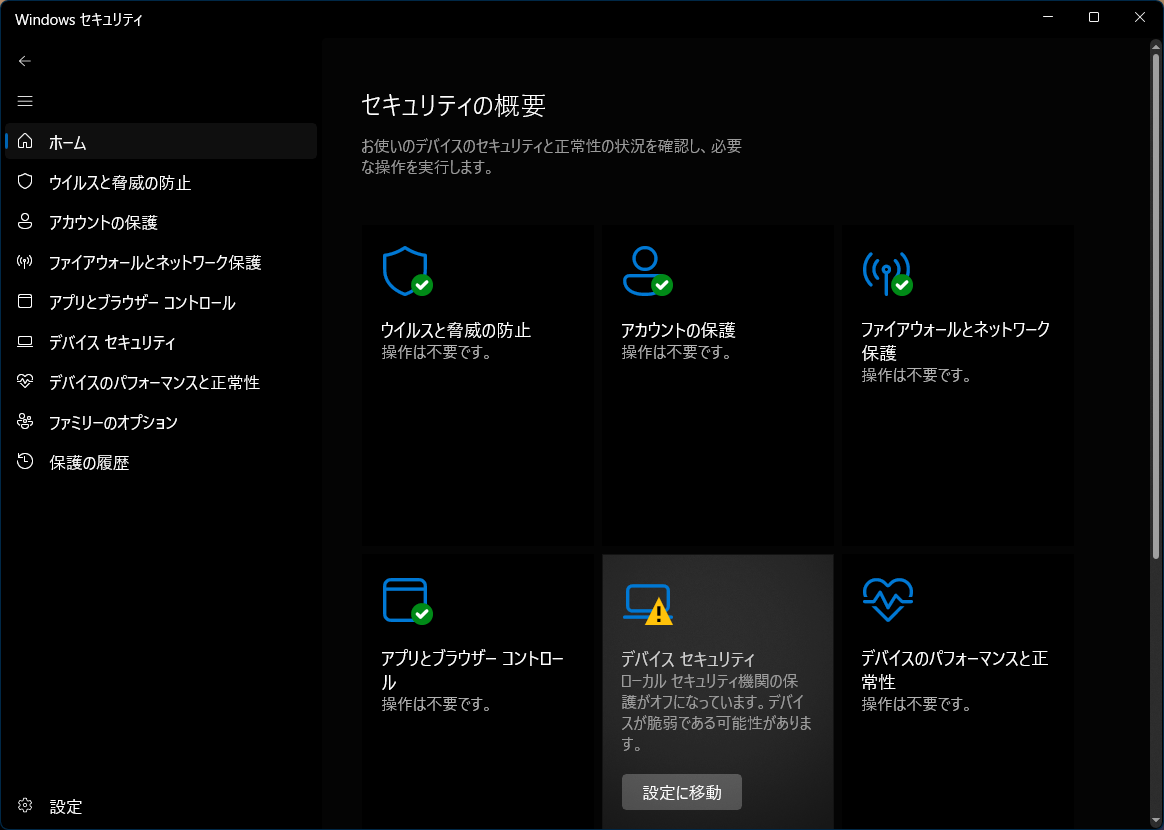 Windows セキュリティ
ホーム
ウイルスと脅威の防止
アカウントの保護
ファイアウォールとネットワーク保護
アプリとブラウザー コントロール
デバイス セキュリティ
デバイスのパフォーマンスと正常性
ファミリーのオプション
保護の履歴
設定
セキュリティの概要
お使いのデバイスのセキュリティと正常性の状況を確認し、必要
な操作を実行します。
ウイルスと脅威の防止
操作は不要です。
アカウントの保護
操作は不要です。
ファイアウォールとネットワーク
保護
操作は不要です。
アプリとブラウザー コントロー
ル
操作は不要です。
デバイス セキュリティ
ローカル セキュリティ機関の保
護がオフになっています。デバイ
スが脆弱である可能性がありま
す。
設定に移動
デバイスのパフォーマンスと正
常性
操作は不要です。